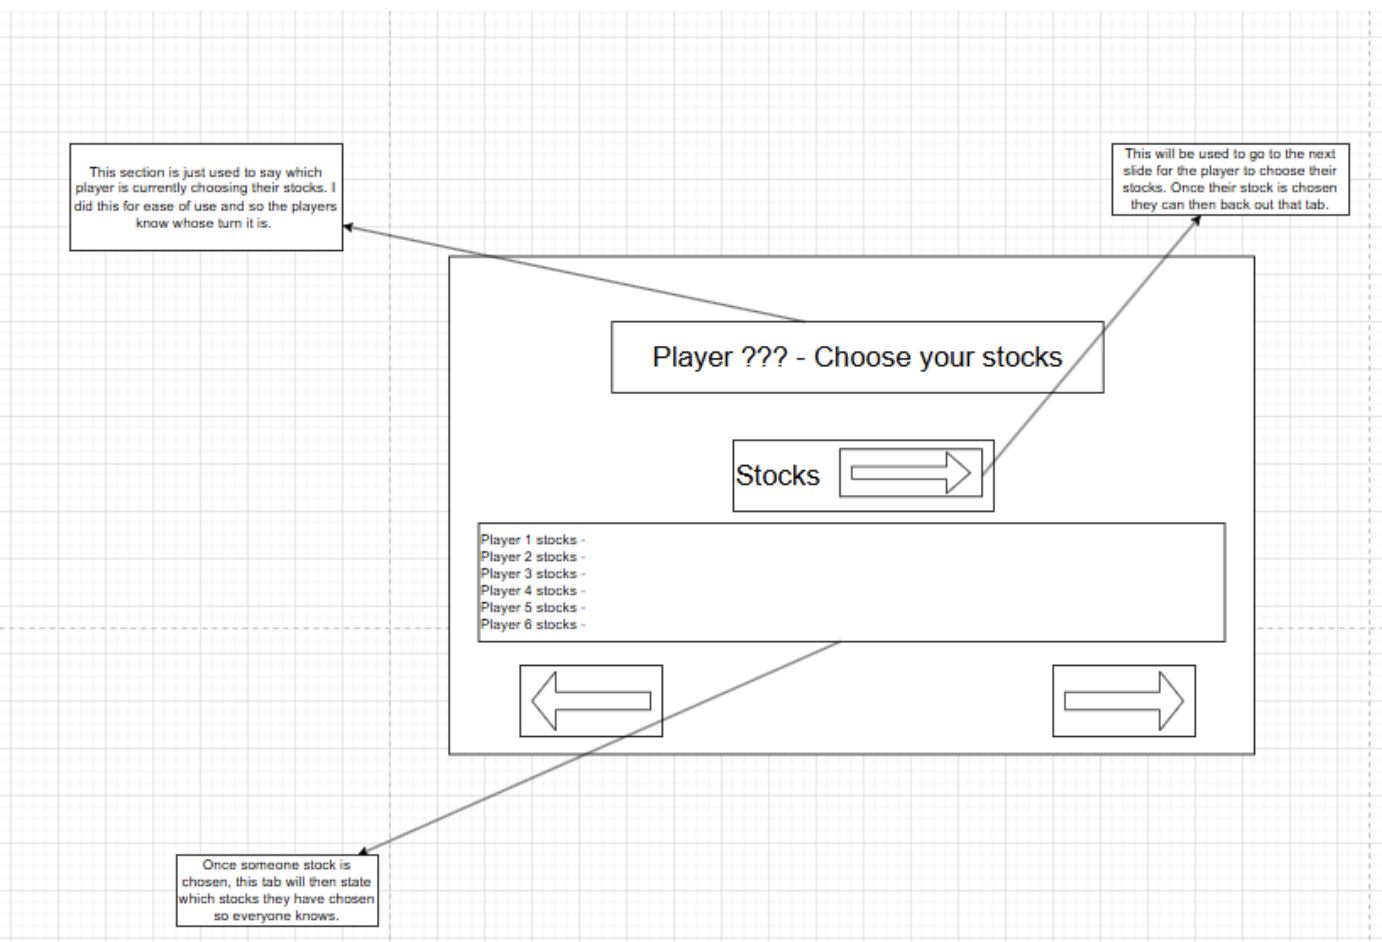 This section is just used to say which
player is currently choosing their stocks. I
did this for ease of use and so the players
know whose turn it is.
This will be used to go to the next
slide for the player to choose their
stocks. Once their stock is chosen
they can then back out that tab.
Player ??? - Choose your stocks
Stocks
Player 1 stocks -
Player 2 stocks -
Player 3 stocks -
Player 4 stocks -
Player 5 stocks -
Player 6 stocks -
Once someone stock is
chosen, this tab will then state
which stocks they have chosen
so everyone knows.